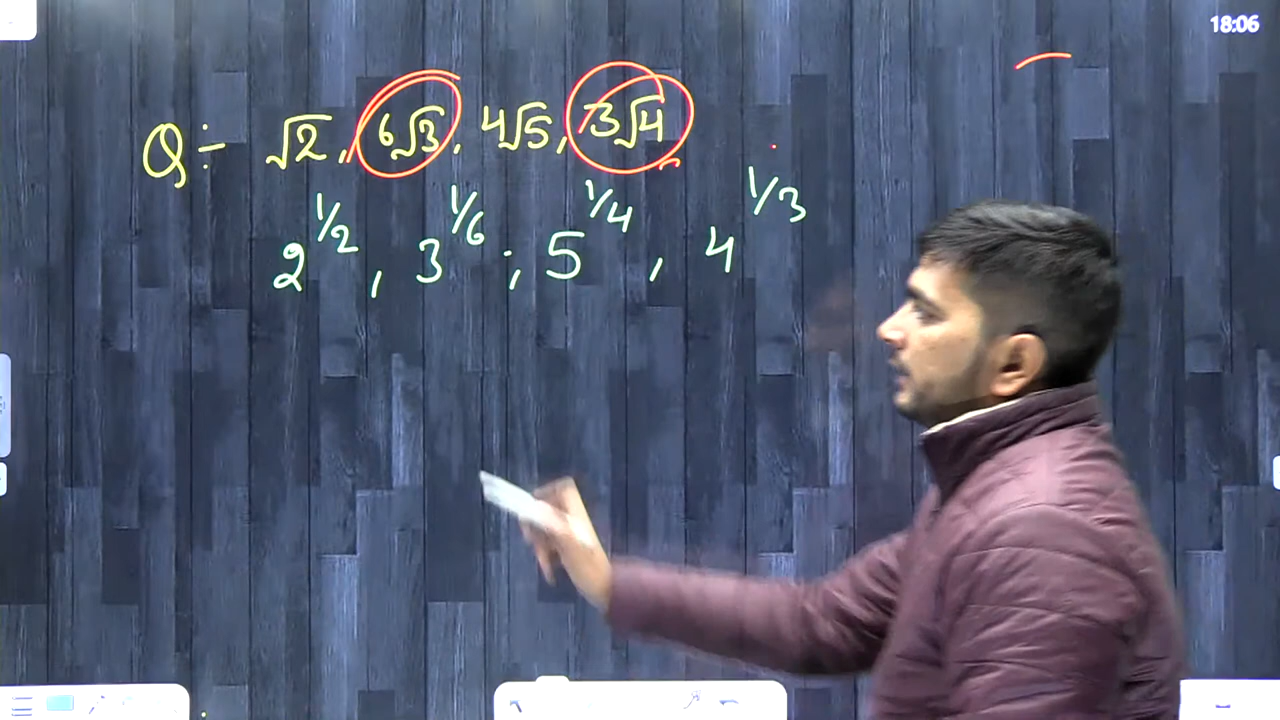 18:06
Q:- √2, 6√3, 4√5, 3√4
2^1/2, 3^1/6; 5^1/4, 4^1/3